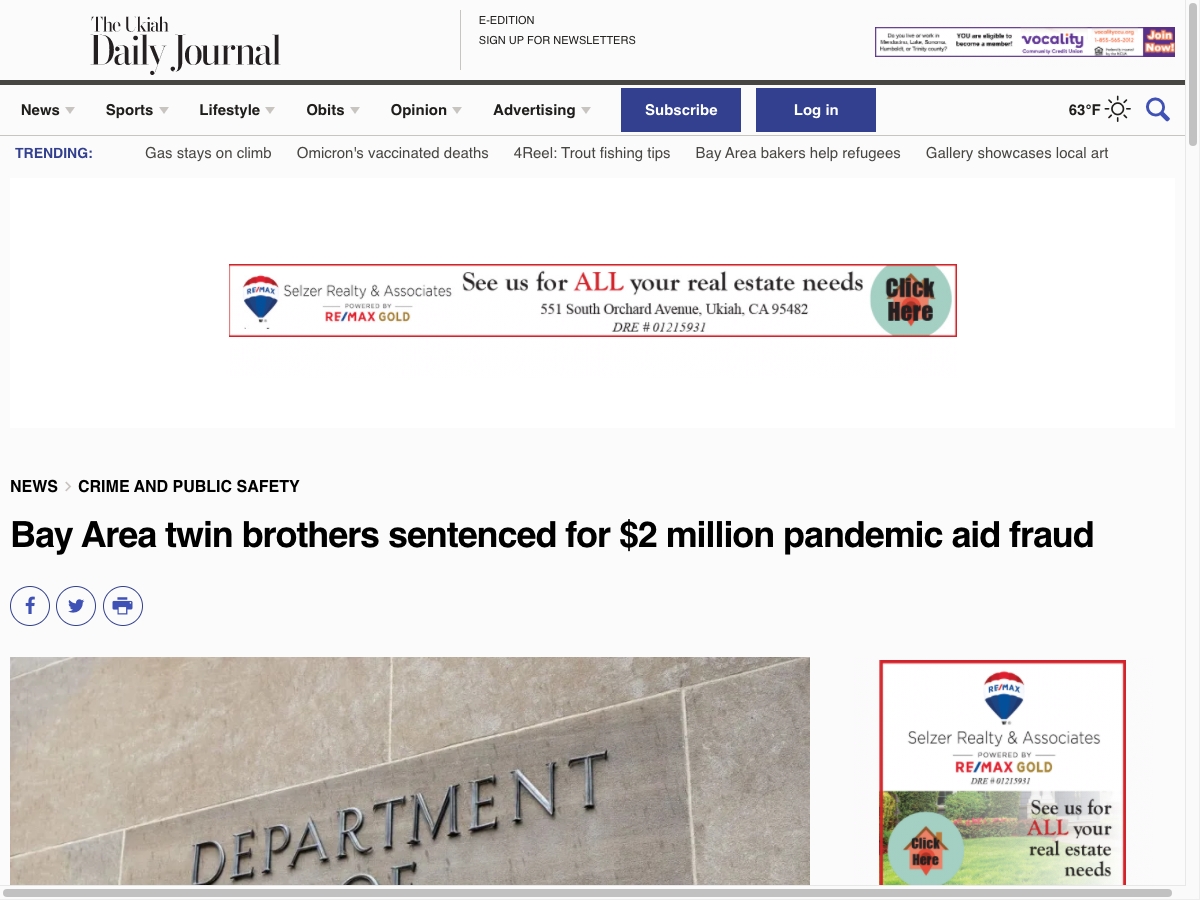 The Ukiah
Daily Journal
E-EDITION
SIGN UP FOR NEWSLETTERS
Do you live or work in
Mendocino, Lake, Sonoma,
Humboldt, or Trinity county?
YOU are eligible to
become a member!
vocality
Community Credit Union
vocalityccu.org
1-855-565-2012
Join
Now!
News
Sports
Lifestyle
Obits
Opinion
Advertising
Subscribe
Log in
63°F
TRENDING:
Gas stays on climb
Omicron's vaccinated deaths
4Reel: Trout fishing tips
Bay Area bakers help refugees
Gallery showcases local art
RE/MAX
Selzer Realty & Associates
POWERED BY
RE/MAX GOLD
See us for ALL your real estate needs
551 South Orchard Avenue, Ukiah, CA 95482
DRE # 01215931
Click
Here
NEWS > CRIME AND PUBLIC SAFETY
Bay Area twin brothers sentenced for $2 million pandemic aid fraud
DEPARTMENT
OF
RE/MAX
Selzer Realty & Associates
POWERED BY
RE/MAX GOLD
DRE # 01215931
See us for
ALL your
real estate
needs
Click
Here